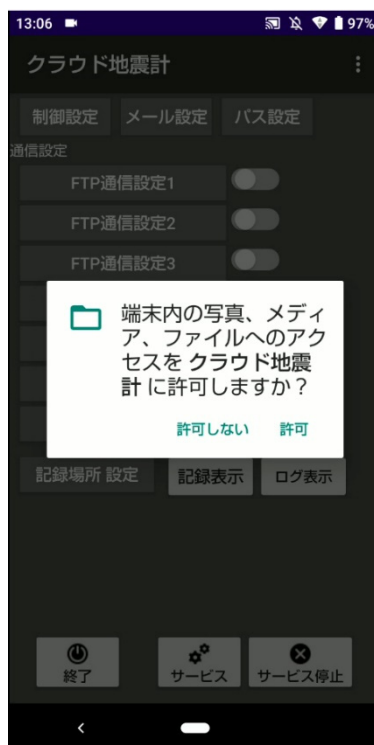 13:06
97%
クラウド地震計
制御設定
メール設定
パス設定
通信設定
FTP通信設定1
FTP通信設定2
FTP通信設定3
端末内の写真、メディ
ア、ファイルへのアク
セスを クラウド地震
計 に許可しますか？
許可しない
許可
記録場所 設定
記録表示
ログ表示
終了
サービス
サービス停止